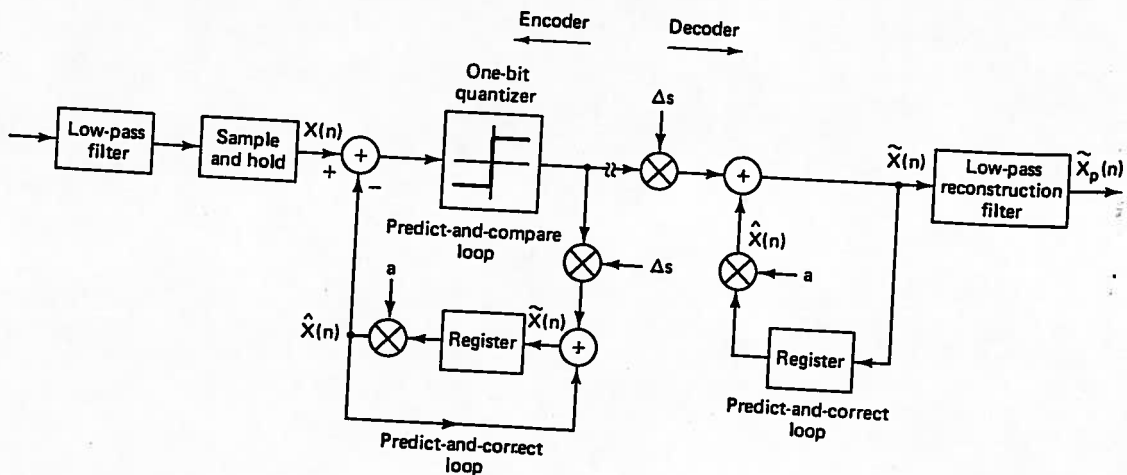 Encoder
Decoder
One-bit
quantizer
Δs
Low-pass
filter
Sample
and hold
X(n)
+
+
−
X̃(n)
Low-pass
reconstruction
filter
X̃p(n)
+
Predict-and-compare
loop
X̂(n)
a
Δs
a
X̂(n)
Register
X̃(n)
+
Register
Predict-and-correct
loop
Predict-and-correct
loop